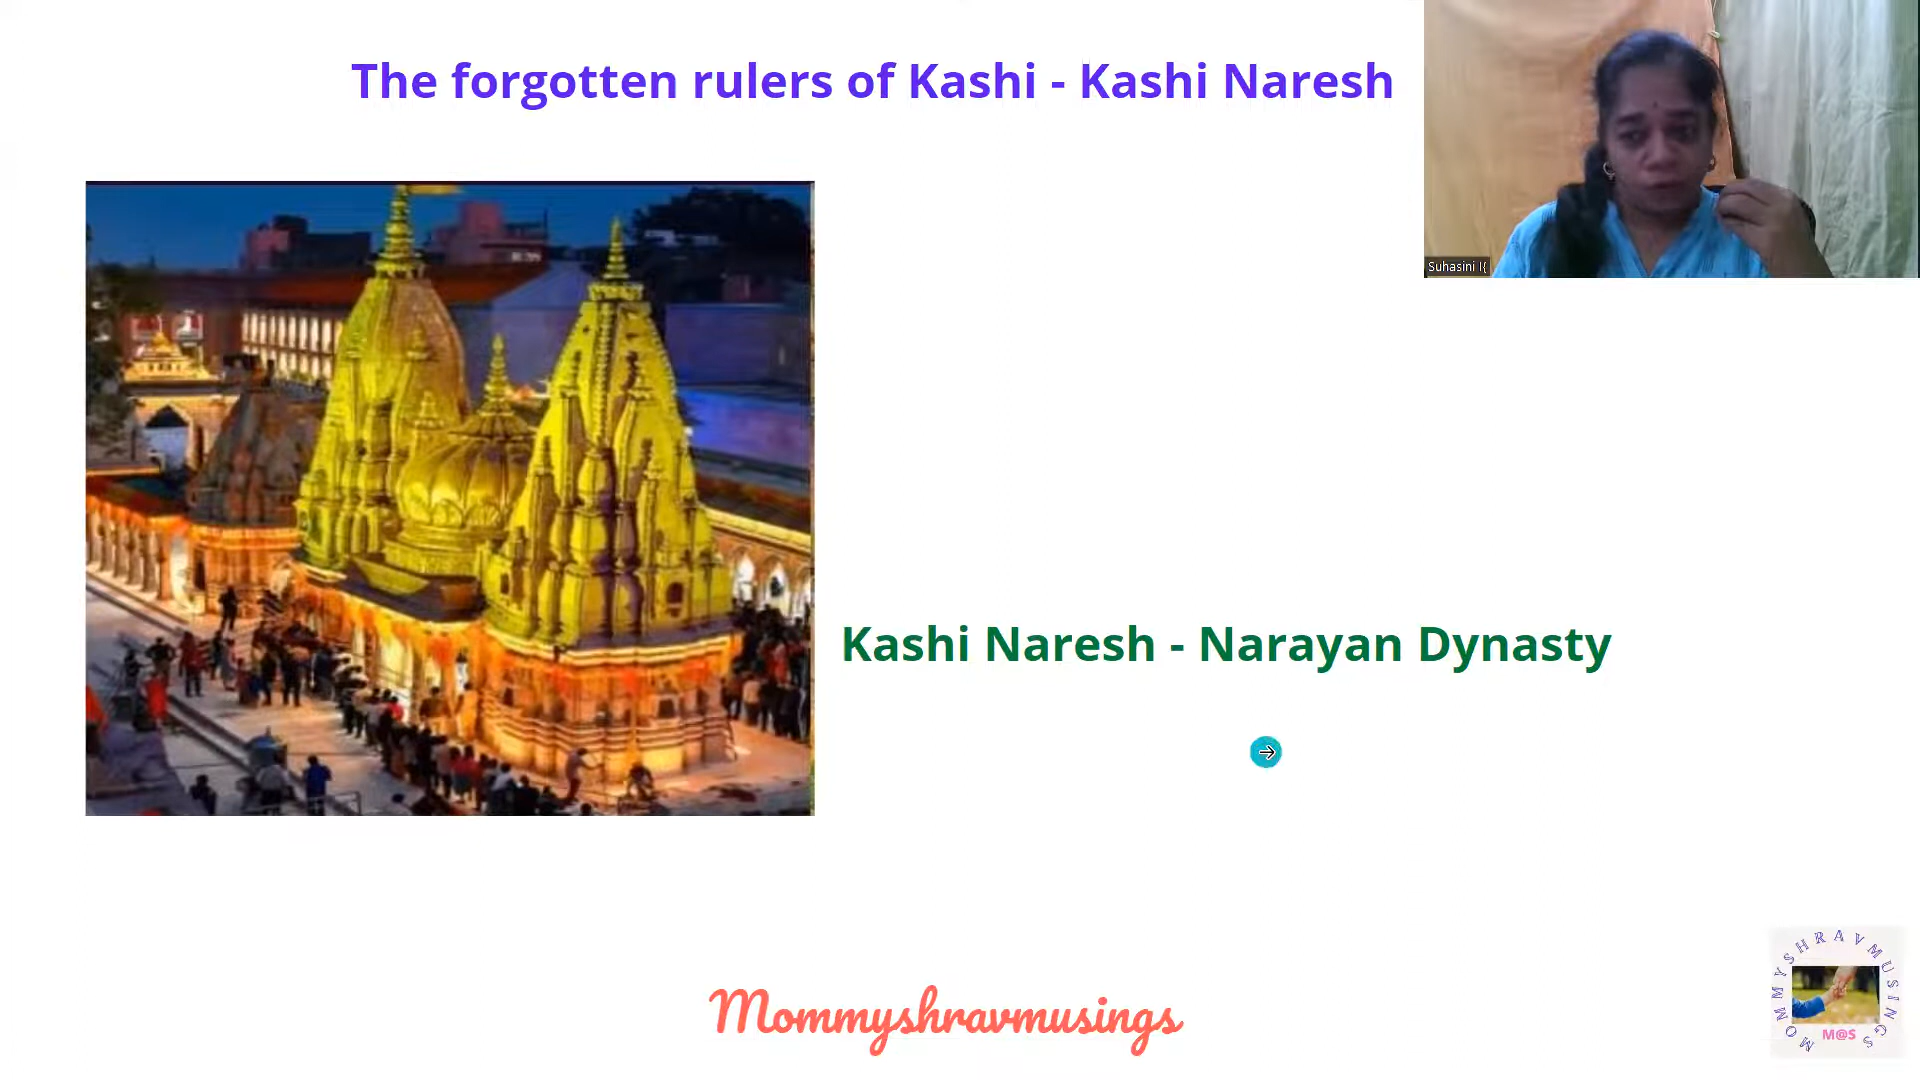 The forgotten rulers of Kashi - Kashi Naresh
Suhasini
Kashi Naresh - Narayan Dynasty
Mommyshravmusings
MOMMYSHRAVMUSINGS
M@S